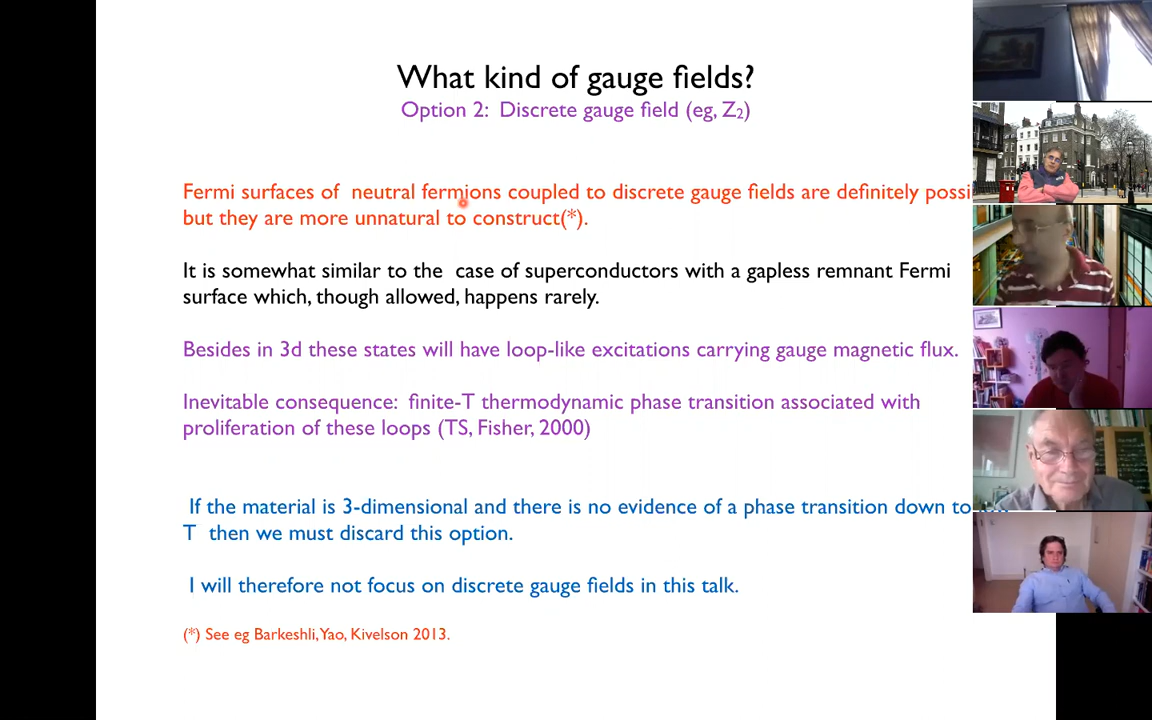 What kind of gauge fields?
Option 2: Discrete gauge field (eg, Z₂)
Fermi surfaces of neutral fermions coupled to discrete gauge fields are definitely
but they are more unnatural to construct(*).
It is somewhat similar to the case of superconductors with a gapless remnant Fermi
surface which, though allowed, happens rarely.
Besides in 3d these states will have loop-like excitations carrying gauge magnetic flux.
Inevitable consequence: finite-T thermodynamic phase transition associated with
proliferation of these loops (TS, Fisher, 2000)
If the material is 3-dimensional and there is no evidence of a phase transition down to
T then we must discard this option.
I will therefore not focus on discrete gauge fields in this talk.
(*) See eg Barkeshli, Yao, Kivelson 2013.